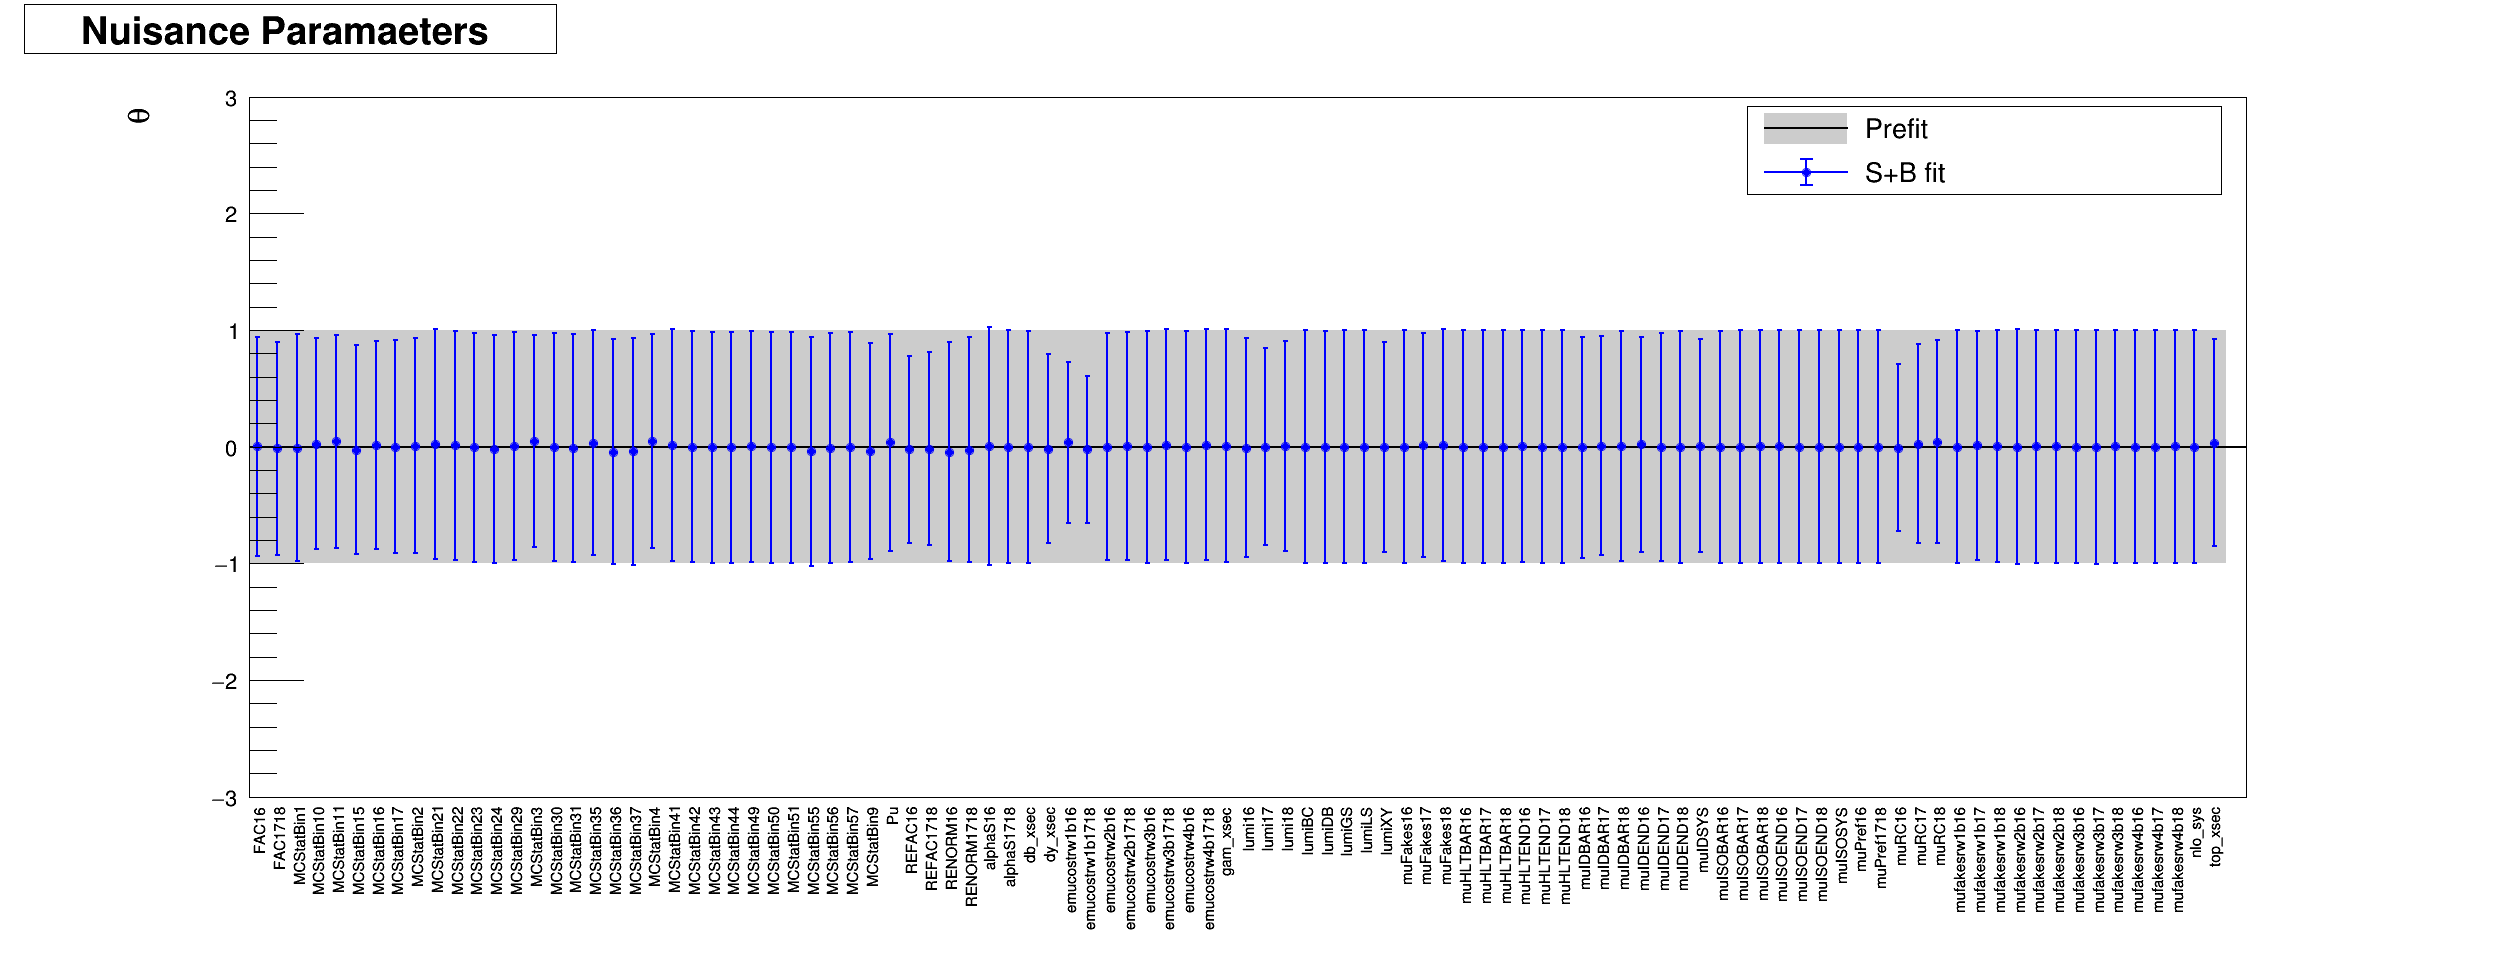 Nuisance Paramaeters
θ
3
2
1
0
−1
−2
−3
Prefit
S+B fit
FAC16
FAC1718
MCStatBin1
MCStatBin10
MCStatBin11
MCStatBin15
MCStatBin16
MCStatBin17
MCStatBin2
MCStatBin21
MCStatBin22
MCStatBin23
MCStatBin24
MCStatBin29
MCStatBin3
MCStatBin30
MCStatBin31
MCStatBin35
MCStatBin36
MCStatBin37
MCStatBin4
MCStatBin41
MCStatBin42
MCStatBin43
MCStatBin44
MCStatBin49
MCStatBin50
MCStatBin51
MCStatBin55
MCStatBin56
MCStatBin57
MCStatBin9
Pu
REFAC16
REFAC1718
RENORM16
RENORM1718
alphaS16
alphaS1718
db_xsec
dy_xsec
emucostrw1b16
emucostrw1b1718
emucostrw2b16
emucostrw2b1718
emucostrw3b16
emucostrw3b1718
emucostrw4b16
emucostrw4b1718
gam_xsec
lumi16
lumi17
lumi18
lumiBC
lumiDB
lumiGS
lumiLS
lumiXY
muFakes16
muFakes17
muFakes18
muHLTBAR16
muHLTBAR17
muHLTBAR18
muHLTEND16
muHLTEND17
muHLTEND18
muIDBAR16
muIDBAR17
muIDBAR18
muIDEND16
muIDEND17
muIDEND18
muIDSYS
muISOBAR16
muISOBAR17
muISOBAR18
muISOEND16
muISOEND17
muISOEND18
muISOSYS
muPref16
muPref1718
muRC16
muRC17
muRC18
mufakesrw1b16
mufakesrw1b17
mufakesrw1b18
mufakesrw2b16
mufakesrw2b17
mufakesrw2b18
mufakesrw3b16
mufakesrw3b17
mufakesrw3b18
mufakesrw4b16
mufakesrw4b17
mufakesrw4b18
nlo_sys
top_xsec